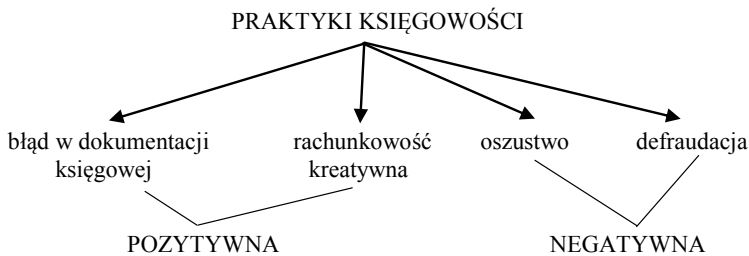 PRAKTYKI KSIĘGOWOŚCI
błąd w dokumentacji
księgowej
rachunkowość
kreatywna
oszustwo
defraudacja
POZYTYWNA
NEGATYWNA